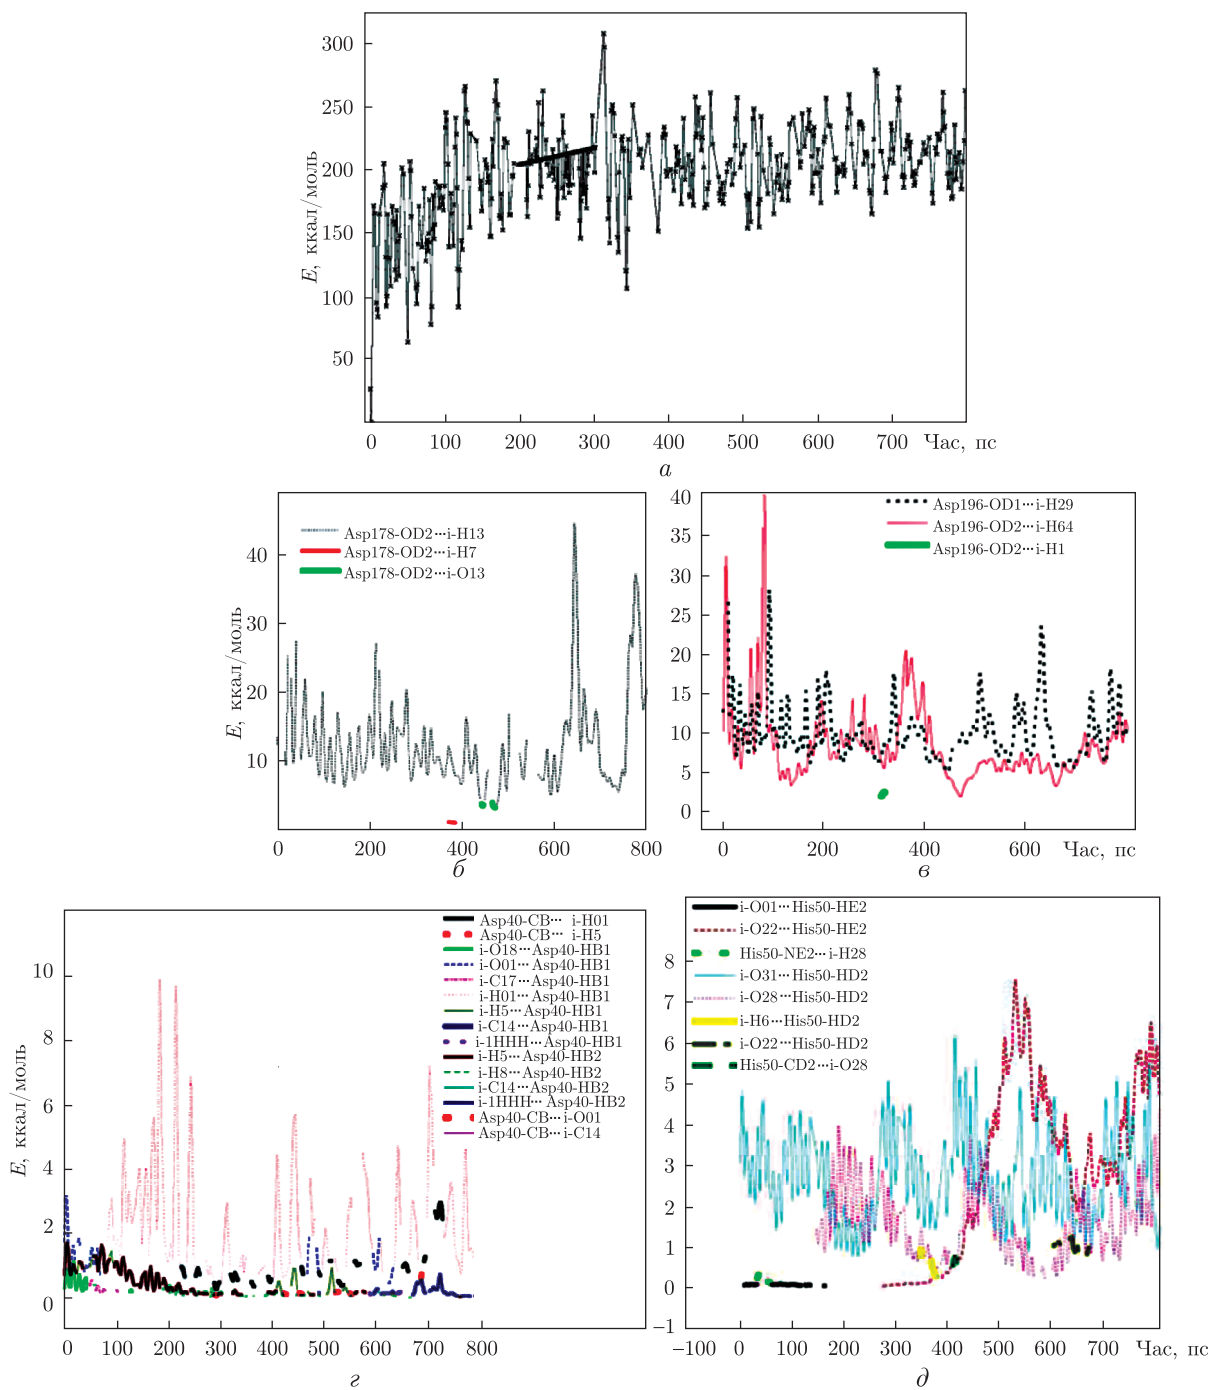 300
250
200
150
100
50
E, ккал/моль
0 100 200 300 400 500 600 700 Час, пс
а
Asp178-OD2···i-H13
Asp178-OD2···i-H7
Asp178-OD2···i-O13
40
30
20
10
E, ккал/моль
0 200 400 600 800
б
Asp196-OD1···i-H29
Asp196-OD2···i-H64
Asp196-OD2···i-H1
40
35
30
25
20
15
10
5
0
0 200 400 600 Час, пс
в
Asp40-CB··· i-H01
Asp40-CB··· i-H5
i-O18···Asp40-HB1
i-O01···Asp40-HB1
i-C17···Asp40-HB1
i-H01···Asp40-HB1
i-H5···Asp40-HB1
i-C14···Asp40-HB1
i-1HHH···Asp40-HB1
i-H5···Asp40-HB2
i-H8···Asp40-HB2
i-C14···Asp40-HB2
i-1HHH···Asp40-HB2
Asp40-CB···i-O01
Asp40-CB···i-C14
10
8
6
4
2
0
E, ккал/моль
0 100 200 300 400 500 600 700 800
г
i-O01···His50-HE2
i-O22···His50-HE2
His50-NE2···i-H28
i-O31···His50-HD2
i-O28···His50-HD2
i-H6···His50-HD2
i-O22···His50-HD2
His50-CD2···i-O28
8
7
6
5
4
3
2
1
0
−1
−100 0 100 200 300 400 500 600 700 Час, пс
д